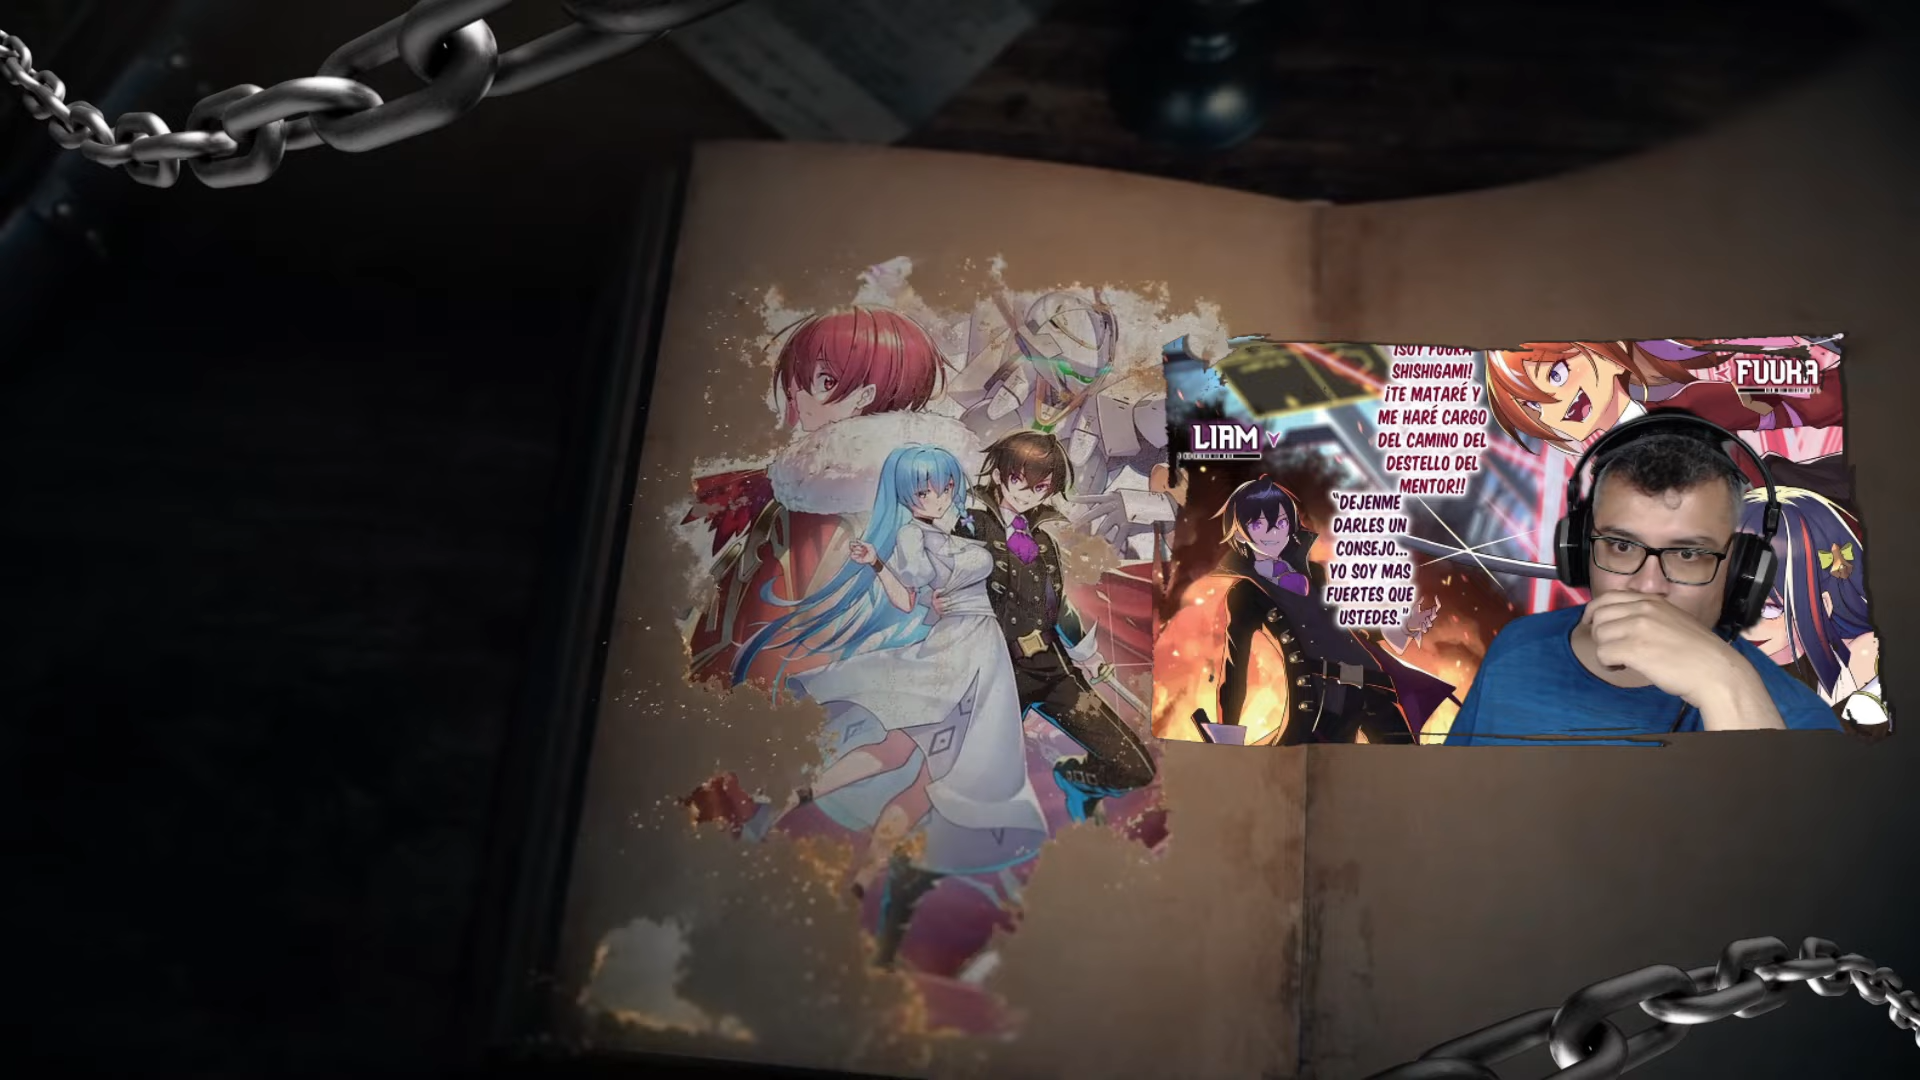 ¡SOY FUUKA
SHISHIGAMI!
¡TE MATARÉ Y
ME HARÉ CARGO
DEL CAMINO DEL
DESTELLO DEL
MENTOR!!
FUUKA
LIAM
"DEJENME
DARLES UN
CONSEJO...
YO SOY MAS
FUERTES QUE
USTEDES."